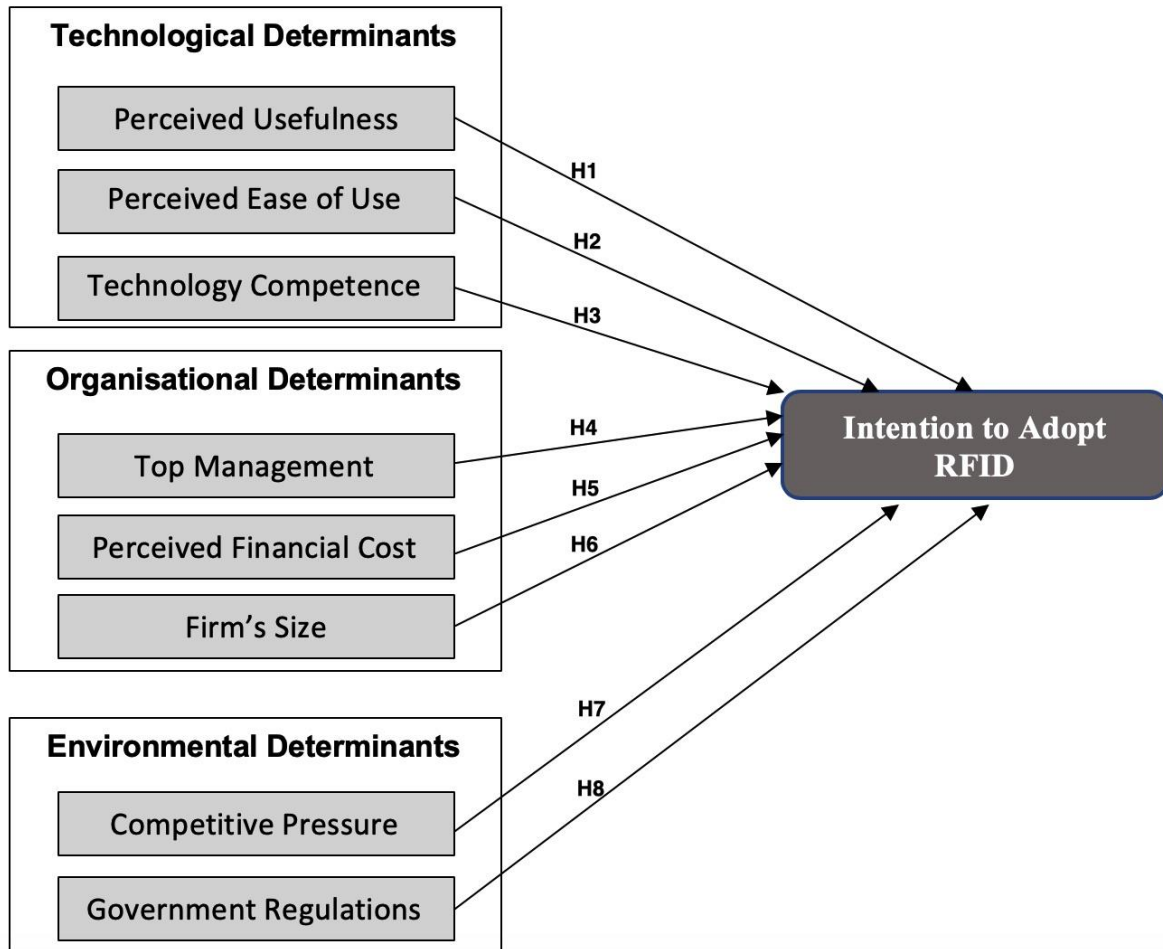 Technological Determinants
Perceived Usefulness
H1
Perceived Ease of Use
H2
Technology Competence
H3
Organisational Determinants
Top Management
H4
Perceived Financial Cost
H5
Firm’s Size
H6
Intention to Adopt
RFID
Environmental Determinants
Competitive Pressure
H7
Government Regulations
H8